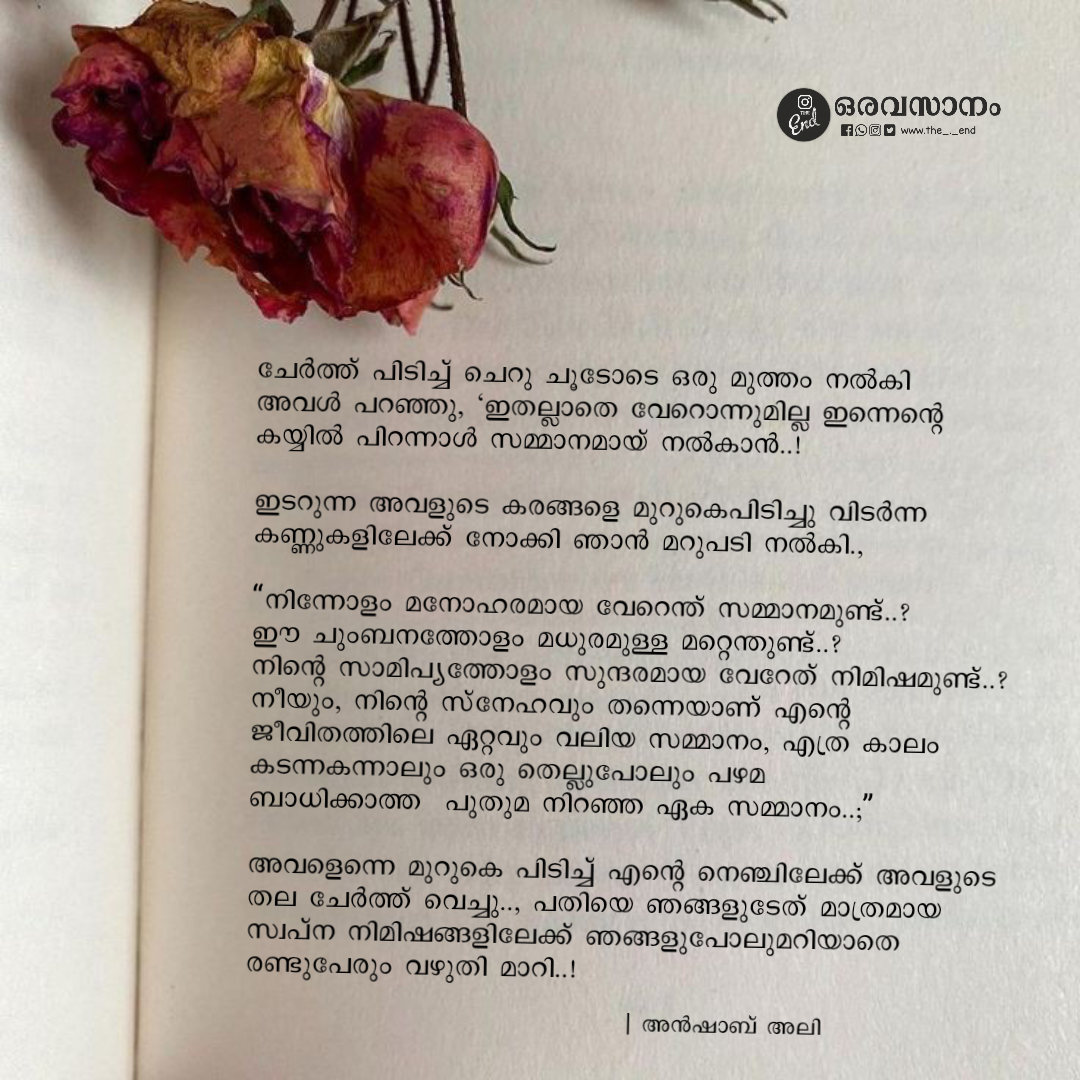 THE End
ഒരവസാനം
www.the_._end
ചേർത്ത് പിടിച്ച് ചെറു ചൂടോടെ ഒരു മുത്തം നൽകി
അവൾ പറഞ്ഞു, ‘ഇതല്ലാതെ വേറൊന്നുമില്ല ഇന്നെന്റെ
കയ്യിൽ പിറന്നാൾ സമ്മാനമായ് നൽകാൻ..!
ഇടറുന്ന അവളുടെ കരങ്ങളെ മുറുകെപിടിച്ചു വിടർന്ന
കണ്ണുകളിലേക്ക് നോക്കി ഞാൻ മറുപടി നൽകി.,
“നിന്നോളം മനോഹരമായ വേറെന്ത് സമ്മാനമുണ്ട്..?
ഈ ചുംബനത്തോളം മധുരമുള്ള മറ്റെന്തുണ്ട്..?
നിന്റെ സാമിപ്യത്തോളം സുന്ദരമായ വേറേത് നിമിഷമുണ്ട്..?
നീയും, നിന്റെ സ്നേഹവും തന്നെയാണ് എന്റെ
ജീവിതത്തിലെ ഏറ്റവും വലിയ സമ്മാനം, എത്ര കാലം
കടന്നകന്നാലും ഒരു തെല്ലുപോലും പഴമ
ബാധിക്കാത്ത പുതുമ നിറഞ്ഞ ഏക സമ്മാനം..;”
അവളെന്നെ മുറുകെ പിടിച്ച് എന്റെ നെഞ്ചിലേക്ക് അവളുടെ
തല ചേർത്ത് വെച്ചു.., പതിയെ ഞങ്ങളുടേത് മാത്രമായ
സ്വപ്ന നിമിഷങ്ങളിലേക്ക് ഞങ്ങളുപോലുമറിയാതെ
രണ്ടുപേരും വഴുതി മാറി..!
| അൻഷാബ് അലി